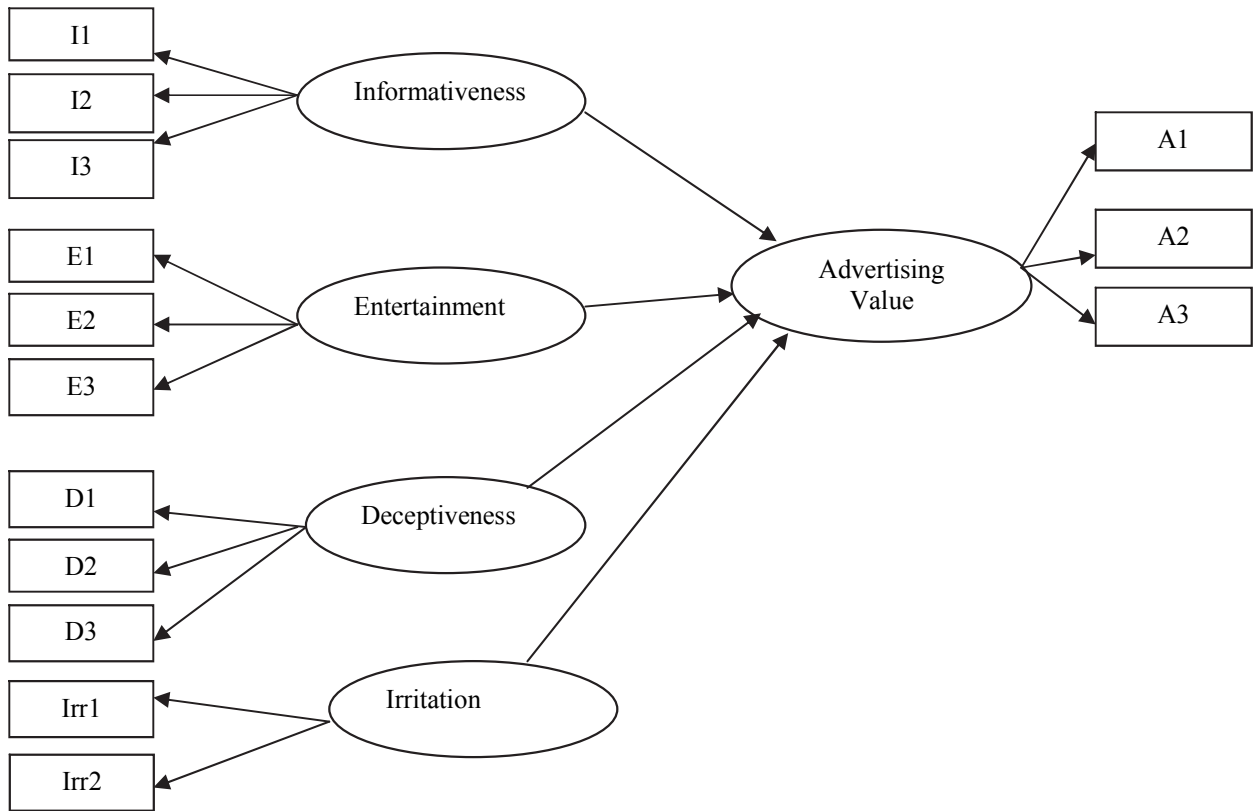 I1
I2
I3
Informativeness
E1
E2
E3
Entertainment
D1
D2
D3
Deceptiveness
Irr1
Irr2
Irritation
Advertising
Value
A1
A2
A3